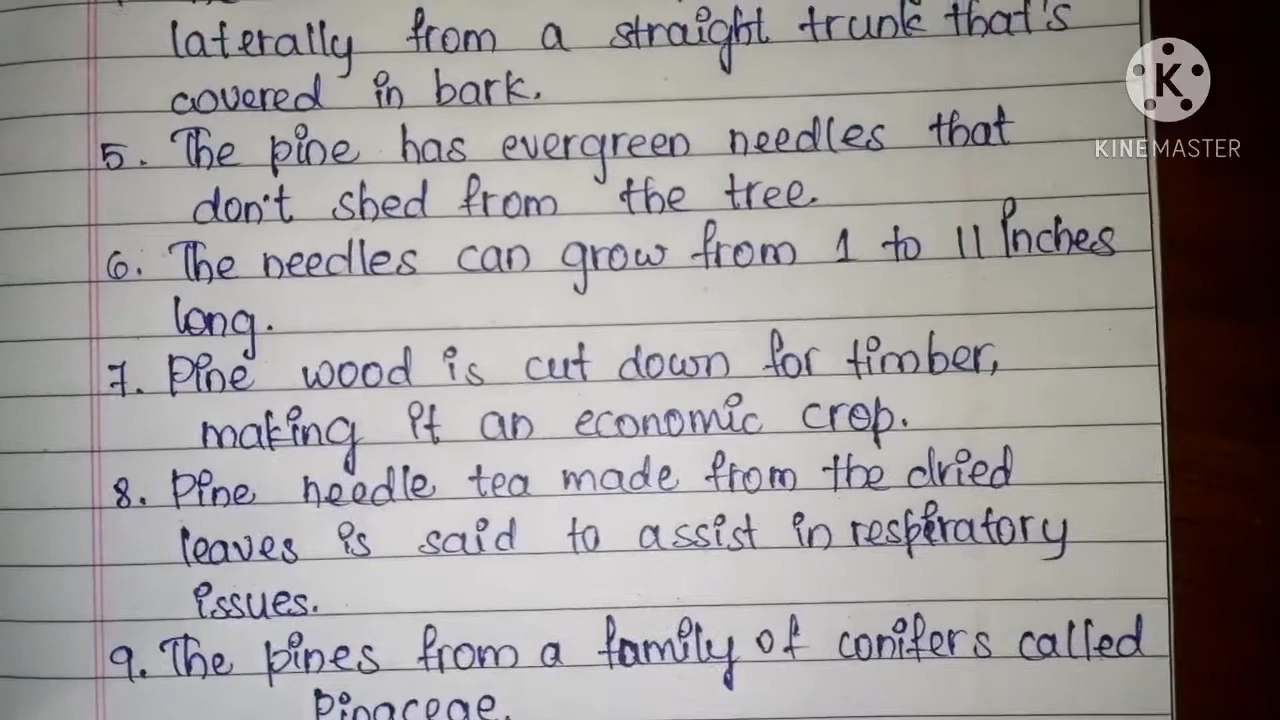 laterally from a straight trunk that's
covered in bark.
K
KINEMASTER
5. The pine has evergreen needles that
don't shed from the tree.
6. The needles can grow from 1 to 11 Inches
long.
7. Pine wood is cut down for timber,
making it an economic crop.
8. Pine needle tea made from the dried
leaves is said to assist in respiratory
issues.
9. The pines from a family of conifers called
Pinaceae.